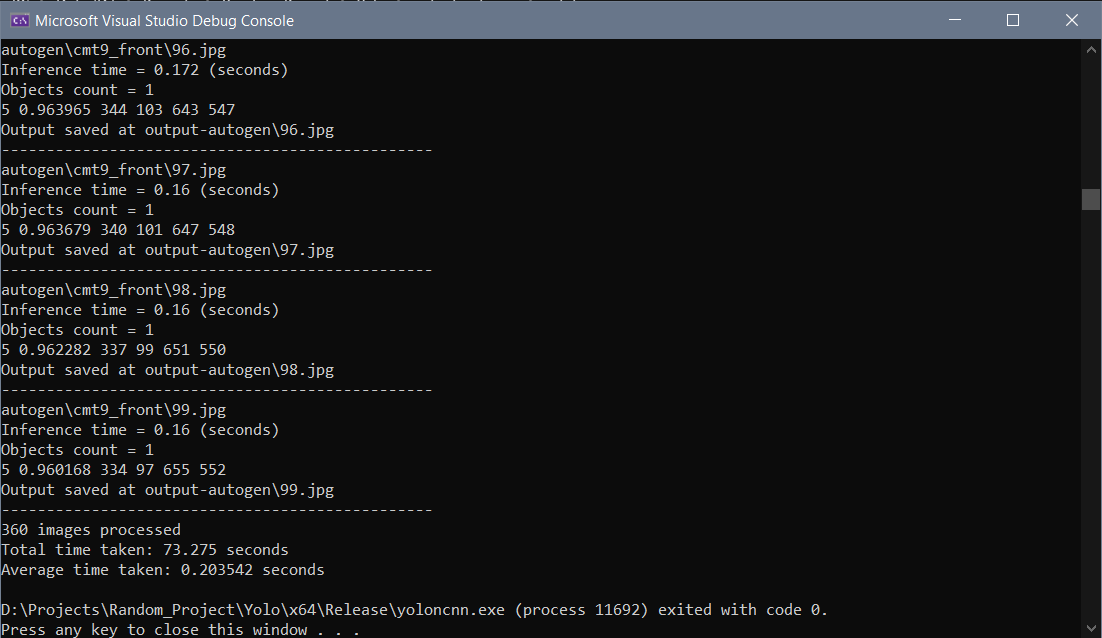 Microsoft Visual Studio Debug Console
autogen\cmt9_front\96.jpg
Inference time = 0.172 (seconds)
Objects count = 1
5 0.963965 344 103 643 547
Output saved at output-autogen\96.jpg
------------------------------------------------
autogen\cmt9_front\97.jpg
Inference time = 0.16 (seconds)
Objects count = 1
5 0.963679 340 101 647 548
Output saved at output-autogen\97.jpg
------------------------------------------------
autogen\cmt9_front\98.jpg
Inference time = 0.16 (seconds)
Objects count = 1
5 0.962282 337 99 651 550
Output saved at output-autogen\98.jpg
------------------------------------------------
autogen\cmt9_front\99.jpg
Inference time = 0.16 (seconds)
Objects count = 1
5 0.960168 334 97 655 552
Output saved at output-autogen\99.jpg
------------------------------------------------
360 images processed
Total time taken: 73.275 seconds
Average time taken: 0.203542 seconds
D:\Projects\Random_Project\Yolo\x64\Release\yoloncnn.exe (process 11692) exited with code 0.
Press any key to close this window . . .